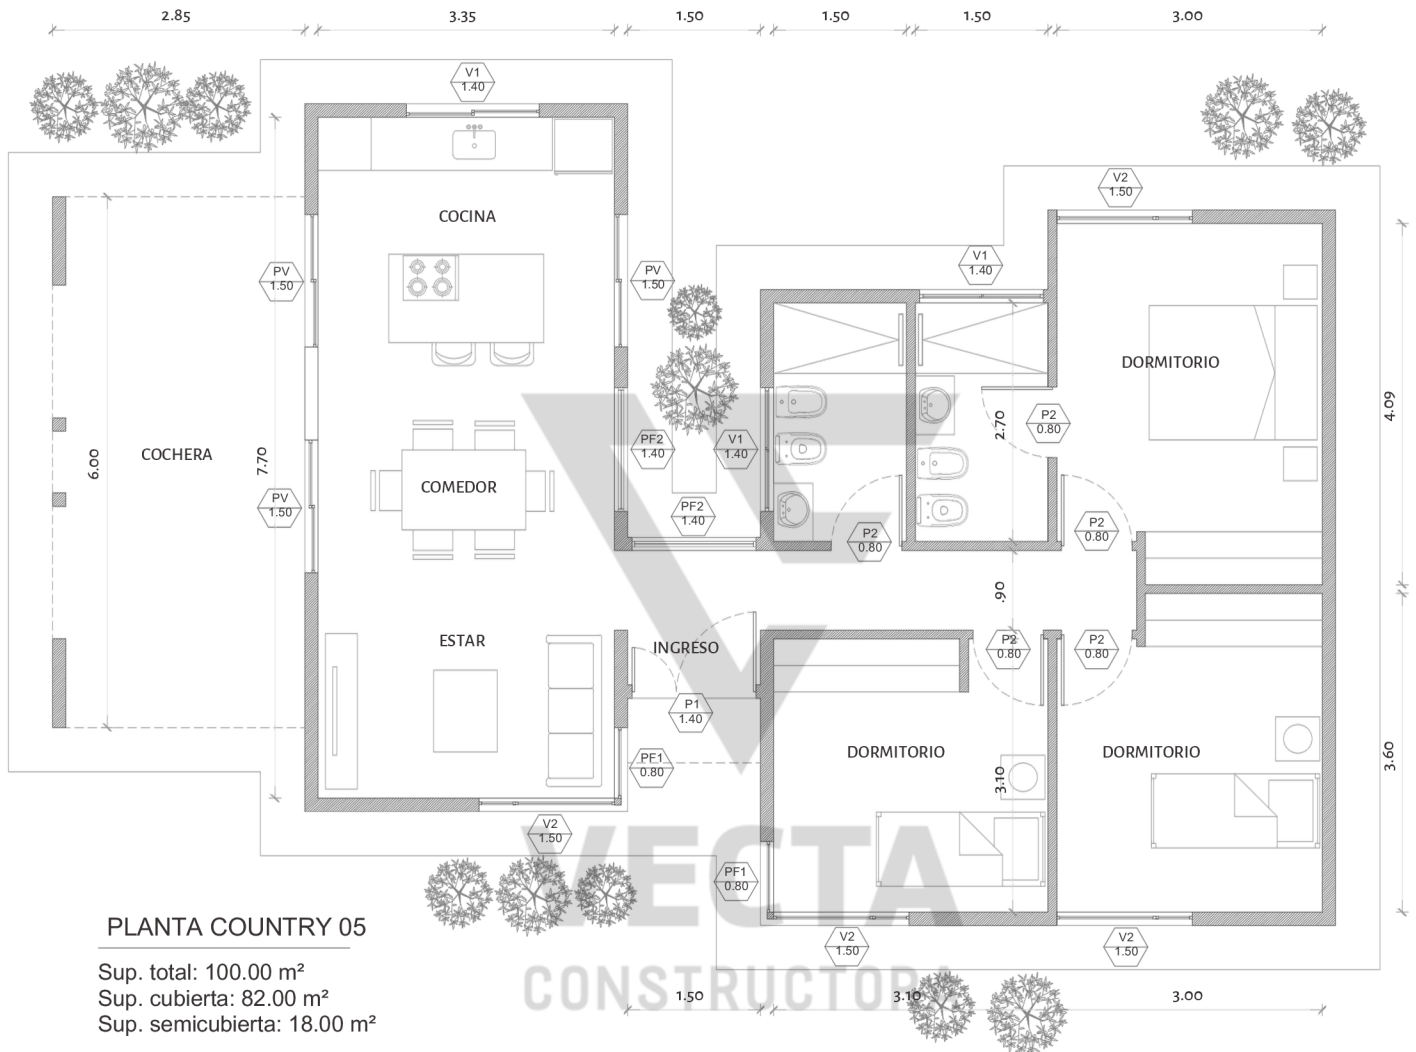 2.85 3.35 1.50 1.50 1.50 3.00
V1
1.40
V2
1.50
COCINA
V1
1.40
PV
1.50
PV
1.50
DORMITORIO
P2
0.80
4.09
2.70
COCHERA
6.00
7.70
PF2
1.40
V1
1.40
COMEDOR
PV
1.50
PF2
1.40
P2
0.80
P2
0.80
.90
ESTAR
INGRESO
P2
0.80
P2
0.80
P1
1.40
PF1
0.80
DORMITORIO
DORMITORIO
3.10
3.60
V2
1.50
VECTA
PF1
0.80
V2
1.50
V2
1.50
CONSTRUCTORA
1.50 3.10 3.00
PLANTA COUNTRY 05
Sup. total: 100.00 m²
Sup. cubierta: 82.00 m²
Sup. semicubierta: 18.00 m²